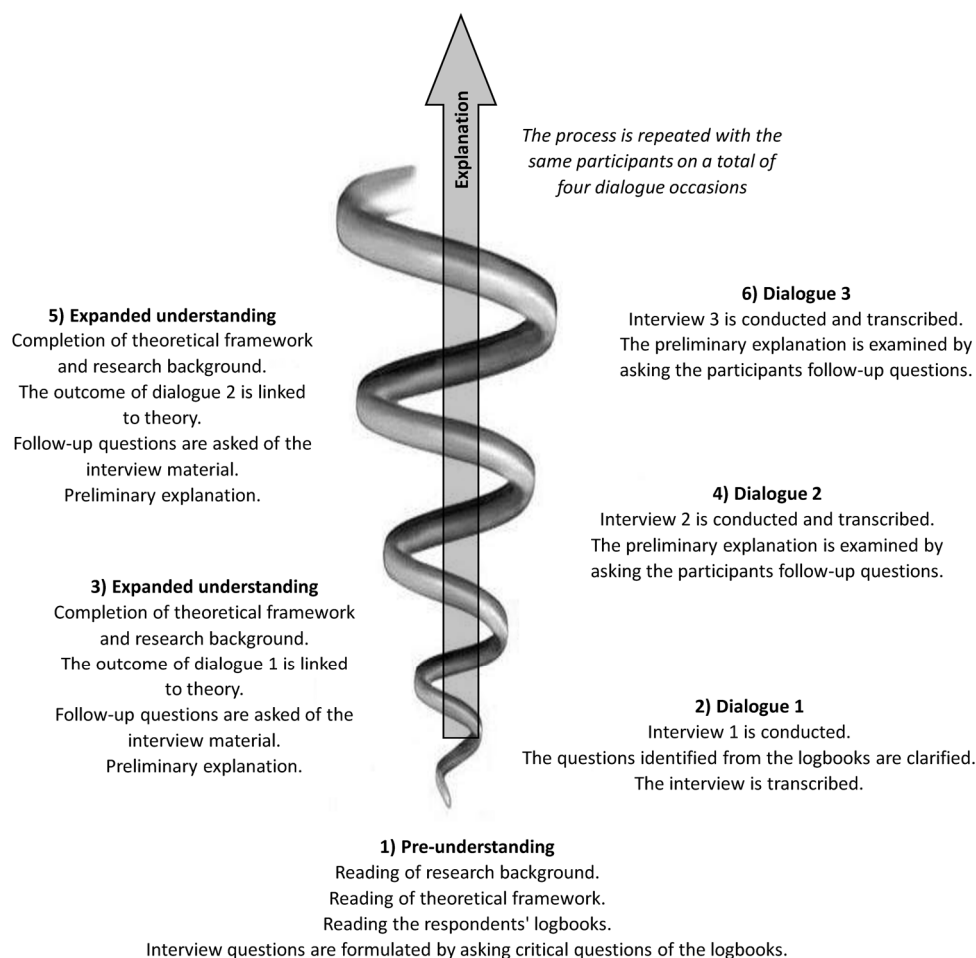 Explanation
The process is repeated with the
same participants on a total of
four dialogue occasions
5) Expanded understanding
Completion of theoretical framework
and research background.
The outcome of dialogue 2 is linked
to theory.
Follow-up questions are asked of the
interview material.
Preliminary explanation.
6) Dialogue 3
Interview 3 is conducted and transcribed.
The preliminary explanation is examined by
asking the participants follow-up questions.
4) Dialogue 2
Interview 2 is conducted and transcribed.
The preliminary explanation is examined by
asking the participants follow-up questions.
3) Expanded understanding
Completion of theoretical framework
and research background.
The outcome of dialogue 1 is linked
to theory.
Follow-up questions are asked of the
interview material.
Preliminary explanation.
2) Dialogue 1
Interview 1 is conducted.
The questions identified from the logbooks are clarified.
The interview is transcribed.
1) Pre-understanding
Reading of research background.
Reading of theoretical framework.
Reading the respondents' logbooks.
Interview questions are formulated by asking critical questions of the logbooks.